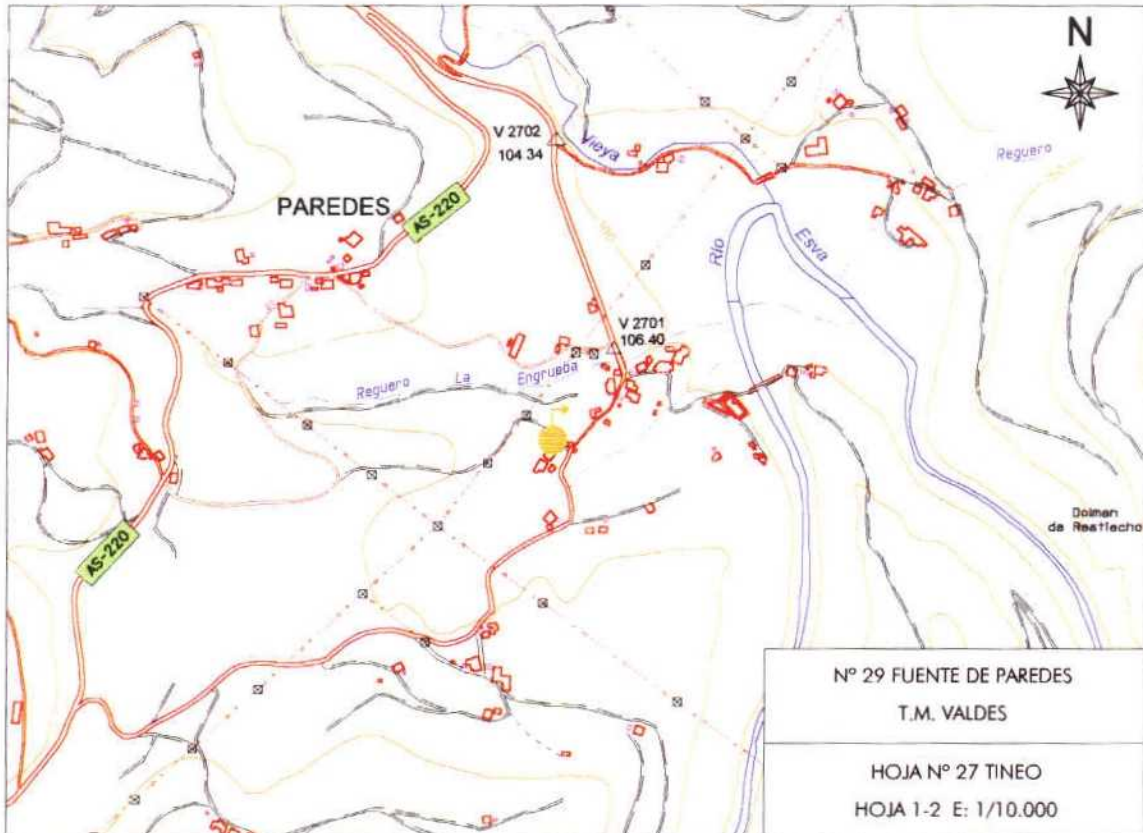 N
V 2702
104.34
Vieya
Reguero
PAREDES
AS-220
Río
Esva
V 2701
106.40
Reguero La Engrueba
AS-220
Dolmen
de Restiecho
Nº 29 FUENTE DE PAREDES
T.M. VALDES
HOJA Nº 27 TINEO
HOJA 1-2 E: 1/10.000